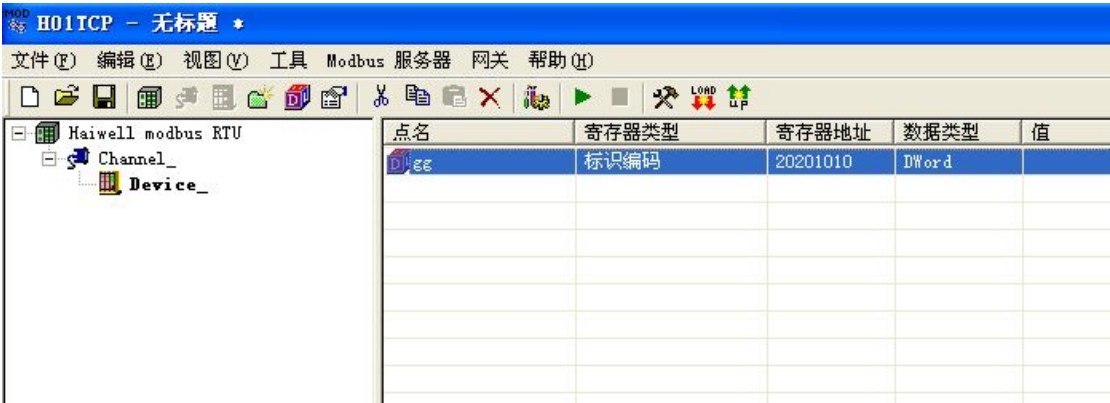 H01TCP - 无标题 *
文件(F) 编辑(E) 视图(V) 工具 Modbus 服务器 网关 帮助(H)
Haiwell modbus RTU
Channel_
Device_
点名 寄存器类型 寄存器地址 数据类型 值
gg 标识编码 20201010 DWord